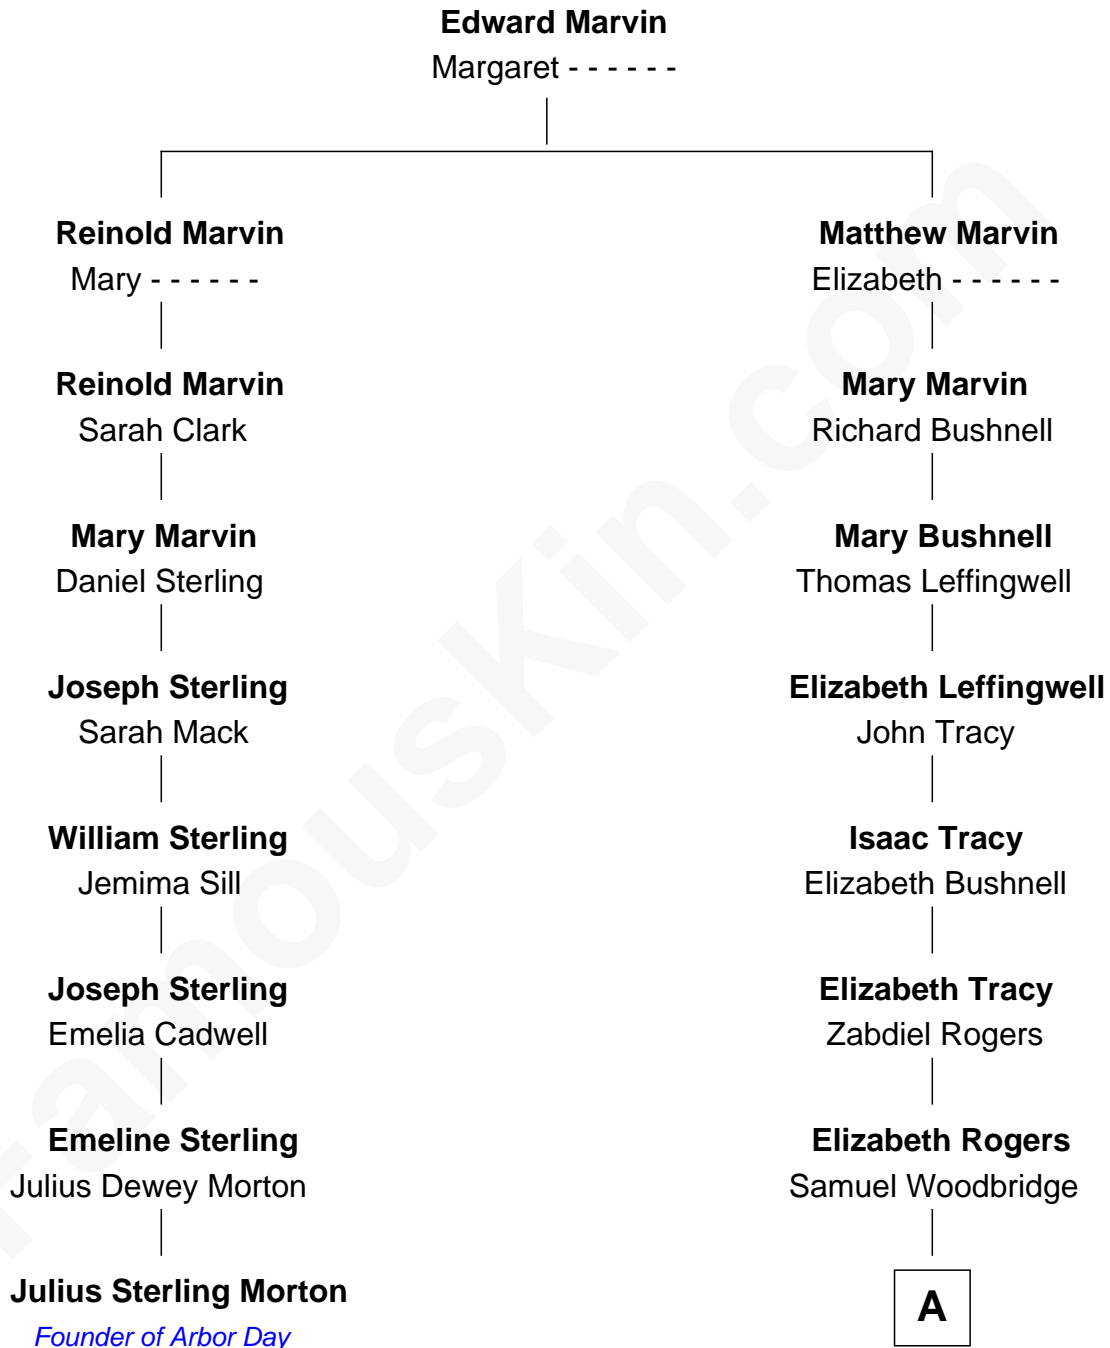 Edward Marvin
Margaret - - - - - -
Reinold Marvin
Mary - - - - - -
Matthew Marvin
Elizabeth - - - - - -
Reinold Marvin
Sarah Clark
Mary Marvin
Richard Bushnell
Mary Marvin
Daniel Sterling
Mary Bushnell
Thomas Leffingwell
Joseph Sterling
Sarah Mack
Elizabeth Leffingwell
John Tracy
William Sterling
Jemima Sill
Isaac Tracy
Elizabeth Bushnell
Joseph Sterling
Emelia Cadwell
Elizabeth Tracy
Zabdiel Rogers
Emeline Sterling
Julius Dewey Morton
Elizabeth Rogers
Samuel Woodbridge
Julius Sterling Morton
Founder of Arbor Day
A
FamousKin.com